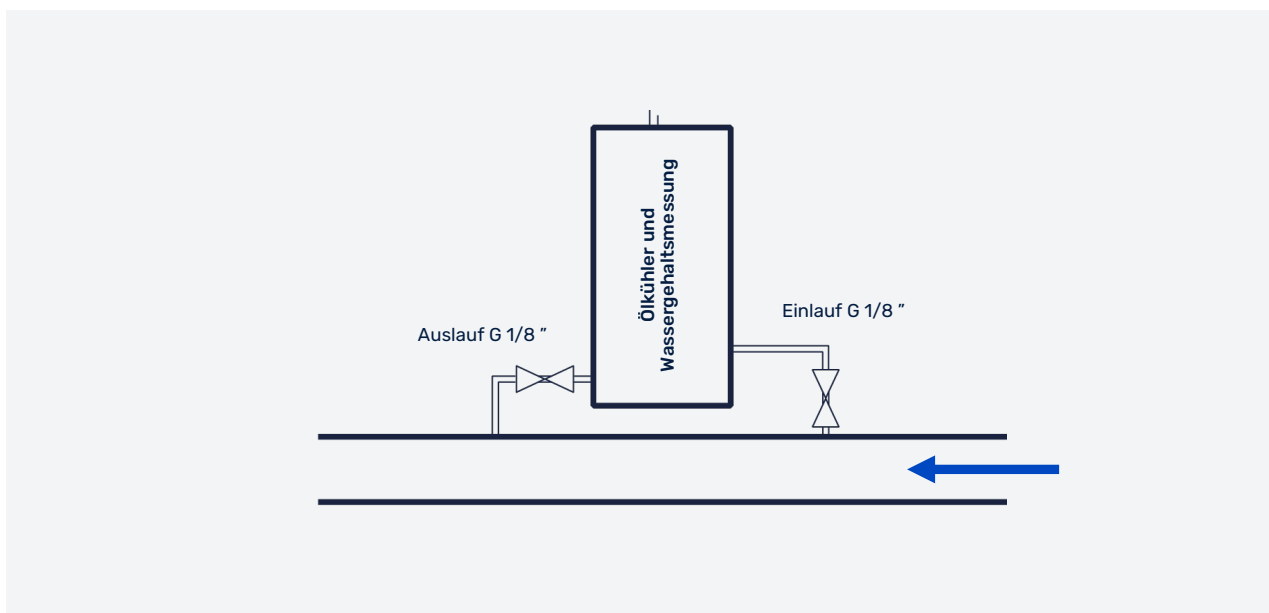 Ölkühler und
Wassergehaltsmessung
Einlauf G 1/8 ”
Auslauf G 1/8 ”